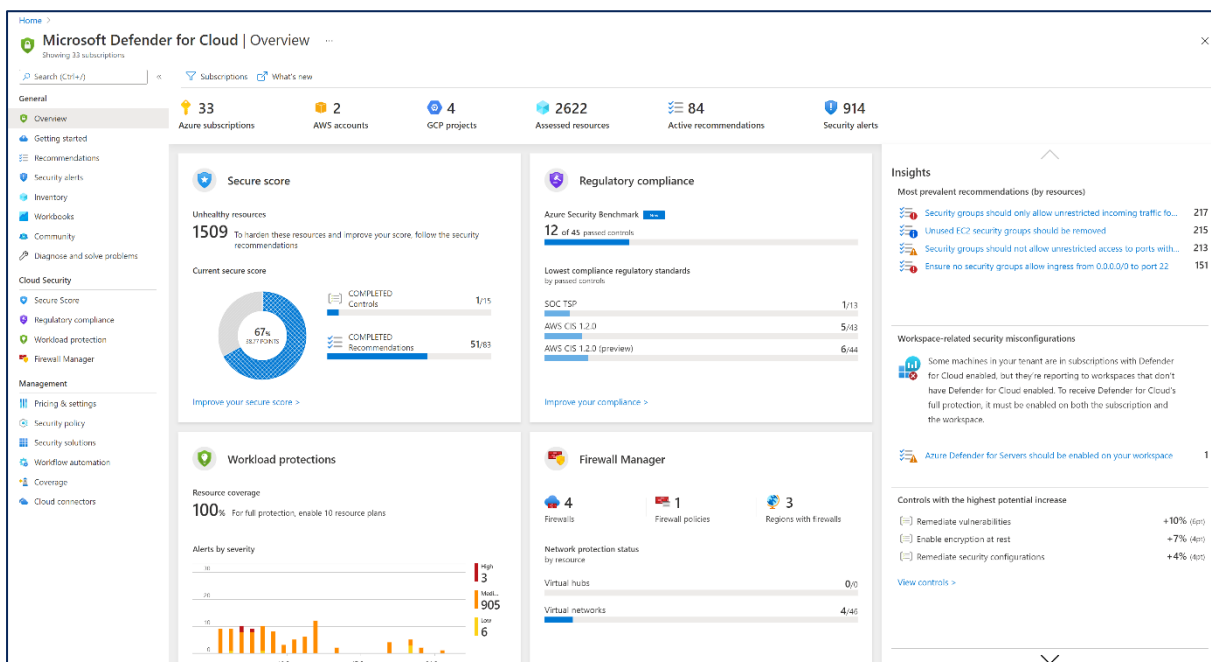 Home >
Microsoft Defender for Cloud | Overview ...
Showing 33 subscriptions
Search (Ctrl+/)
«
Subscriptions
What's new
General
Overview
Getting started
Recommendations
Security alerts
Inventory
Workbooks
Community
Diagnose and solve problems
Cloud Security
Secure Score
Regulatory compliance
Workload protection
Firewall Manager
Management
Pricing & settings
Security policy
Security solutions
Workflow automation
Coverage
Cloud connectors
33
Azure subscriptions
2
AWS accounts
4
GCP projects
2622
Assessed resources
84
Active recommendations
914
Security alerts
Secure score
Unhealthy resources
1509 To harden these resources and improve your score, follow the security
recommendations
Current secure score
67%
COMPLETED
Controls 1/15
COMPLETED
Recommendations 51/83
Improve your secure score >
Regulatory compliance
Azure Security Benchmark New
12 of 45 passed controls
Lowest compliance regulatory standards
by passed controls
SOC TSP 1/13
AWS CIS 1.2.0 5/43
AWS CIS 1.2.0 (preview) 6/44
Improve your compliance >
Workload protections
Resource coverage
100% For full protection, enable 10 resource plans
Alerts by severity
20
10
0
High
3
Medi...
905
Low
6
Firewall Manager
4
Firewalls
1
Firewall policies
3
Regions with firewalls
Network protection status
by resource
Virtual hubs 0/0
Virtual networks 4/46
Insights
Most prevalent recommendations (by resources)
Security groups should only allow unrestricted incoming traffic fo... 217
Unused EC2 security groups should be removed 215
Security groups should not allow unrestricted access to ports with... 213
Ensure no security groups allow ingress from 0.0.0.0/0 to port 22 151
Workspace-related security misconfigurations
Some machines in your tenant are in subscriptions with Defender
for Cloud enabled, but they're reporting to workspaces that don't
have Defender for Cloud enabled. To receive Defender for Cloud's
full protection, it must be enabled on both the subscription and
the workspace.
Azure Defender for Servers should be enabled on your workspace 1
Controls with the highest potential increase
Remediate vulnerabilities +10% (6pt)
Enable encryption at rest +7% (4pt)
Remediate security configurations +4% (4pt)
View controls >